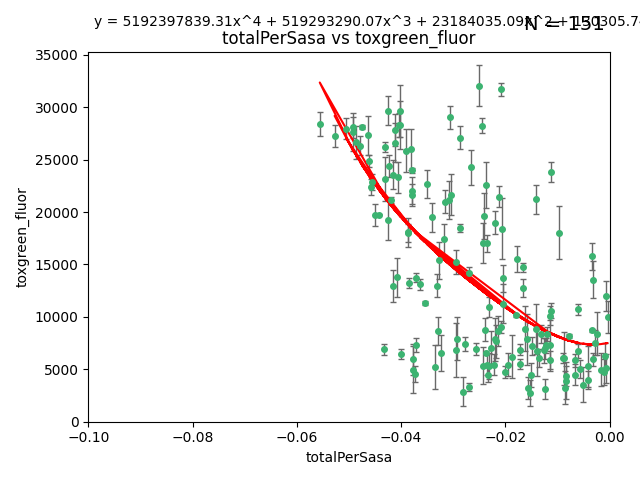 y = 5192397839.31x^4 + 519293290.07x^3 + 23184035.09x^2 +
N = 151
totalPerSasa vs toxgreen_fluor
35000
30000
25000
20000
15000
10000
5000
0
toxgreen_fluor
−0.10 −0.08 −0.06 −0.04 −0.02 0.00
totalPerSasa